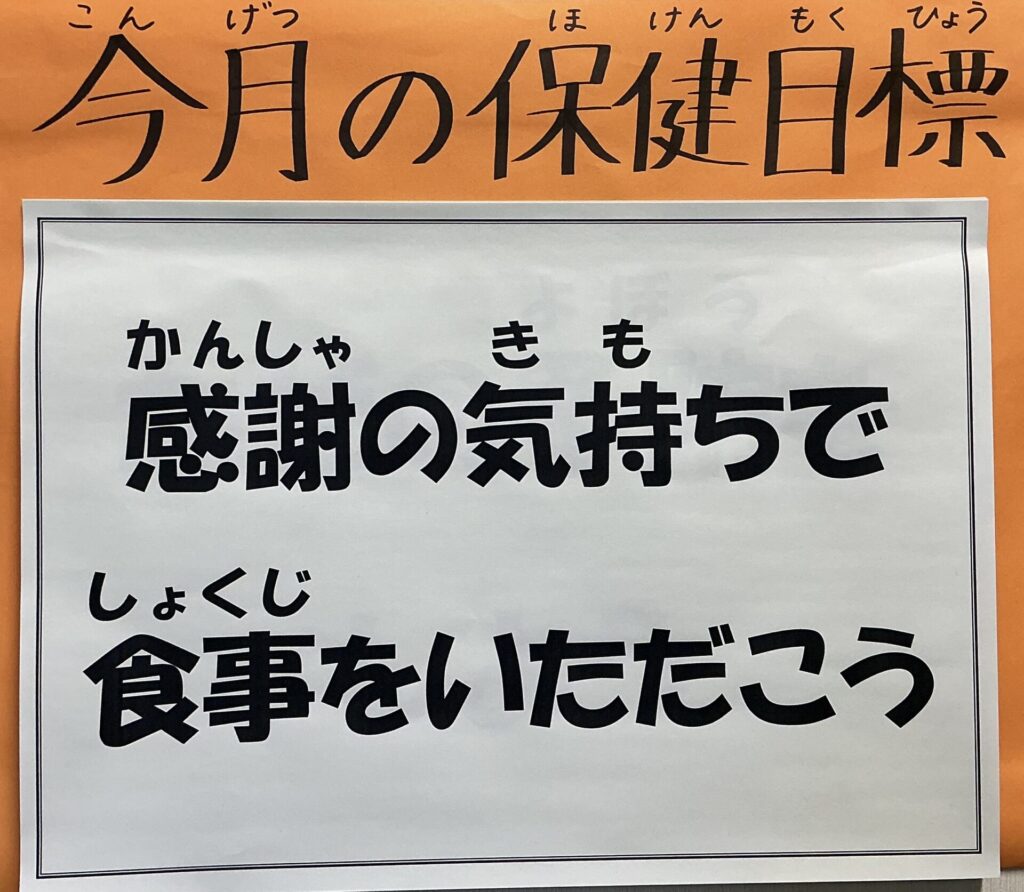 こんげつ ほけんもくひょう
今月の保健目標
かんしゃ きも
感謝の気持ちで
しょくじ
食事をいただこう